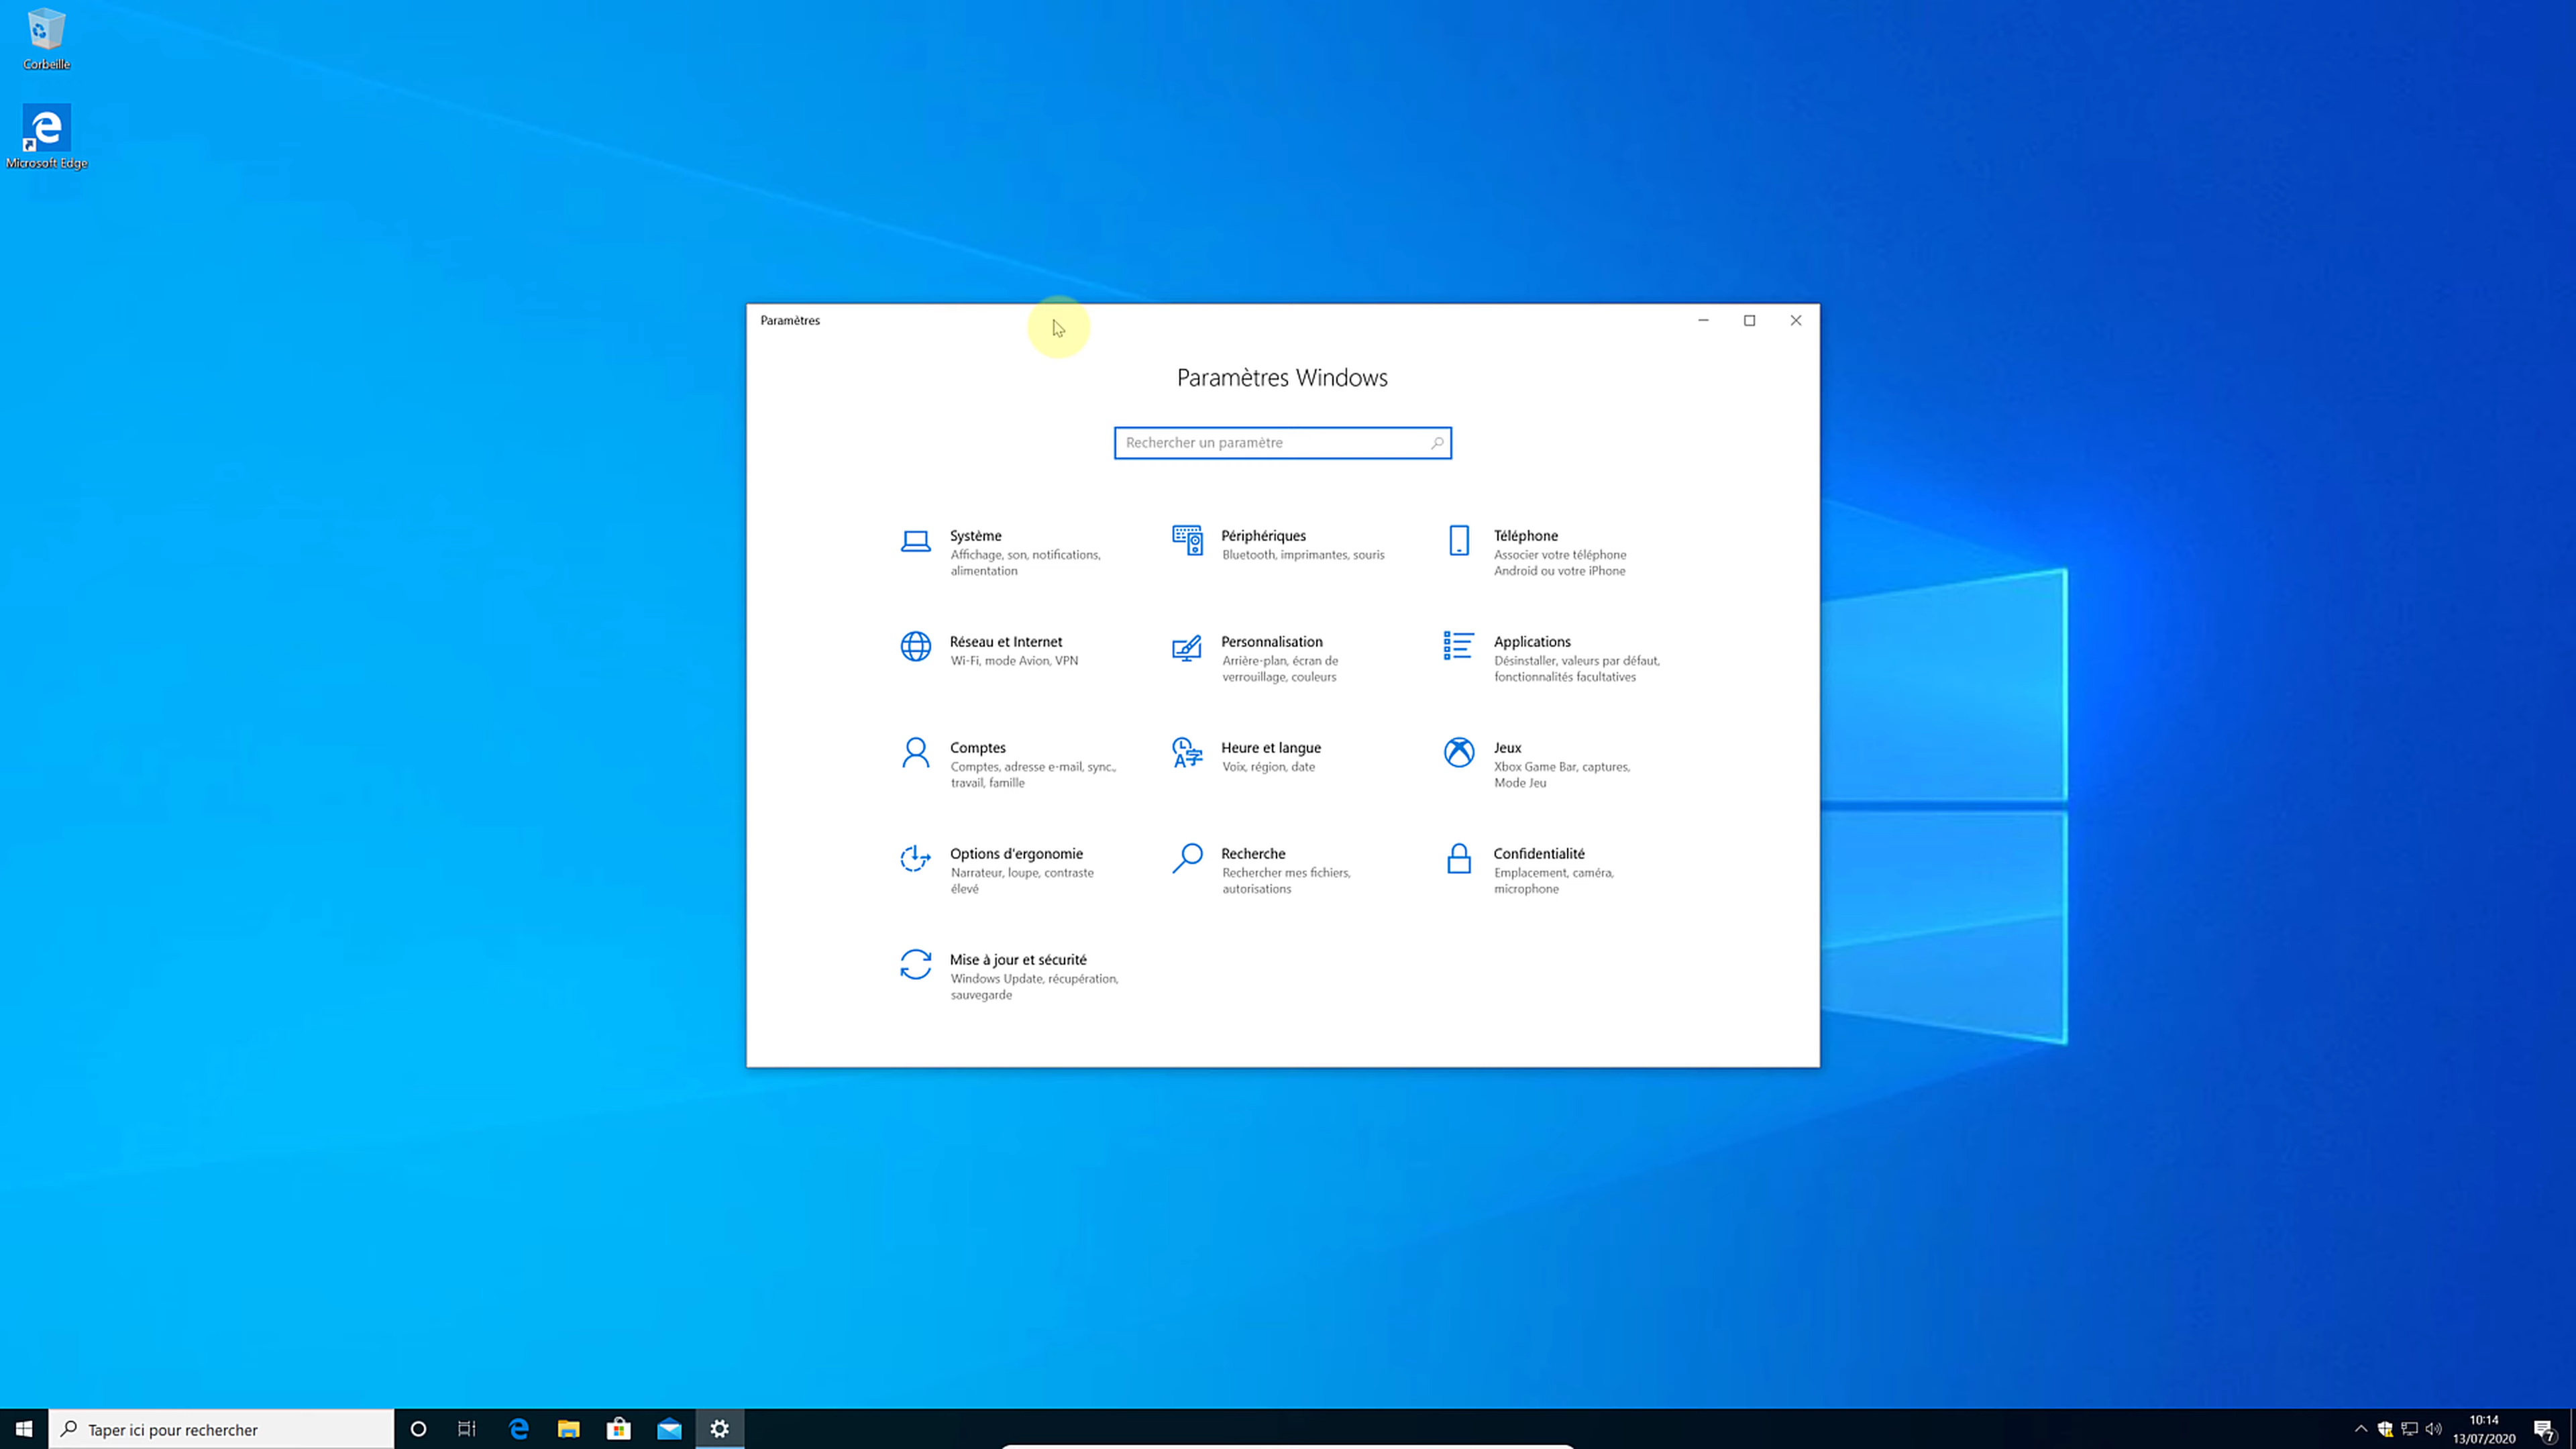 Corbeille
Microsoft Edge
Paramètres
Paramètres Windows
Rechercher un paramètre
Système
Affichage, son, notifications,
alimentation
Périphériques
Bluetooth, imprimantes, souris
Téléphone
Associer votre téléphone
Android ou votre iPhone
Réseau et Internet
Wi-Fi, mode Avion, VPN
Personnalisation
Arrière-plan, écran de
verrouillage, couleurs
Applications
Désinstaller, valeurs par défaut,
fonctionnalités facultatives
Comptes
Comptes, adresse e-mail, sync.,
travail, famille
Heure et langue
Voix, région, date
Jeux
Xbox Game Bar, captures,
Mode Jeu
Options d'ergonomie
Narrateur, loupe, contraste
élevé
Recherche
Rechercher mes fichiers,
autorisations
Confidentialité
Emplacement, caméra,
microphone
Mise à jour et sécurité
Windows Update, récupération,
sauvegarde
Taper ici pour rechercher
10:14
13/07/2020
7